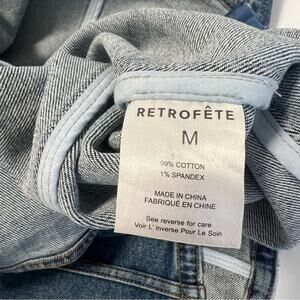 RETROFÊTE
M
99% COTTON
1% SPANDEX
MADE IN CHINA
FABRIQUÉ EN CHINE
See reverse for care
Voir L' inverse Pour Le Soin